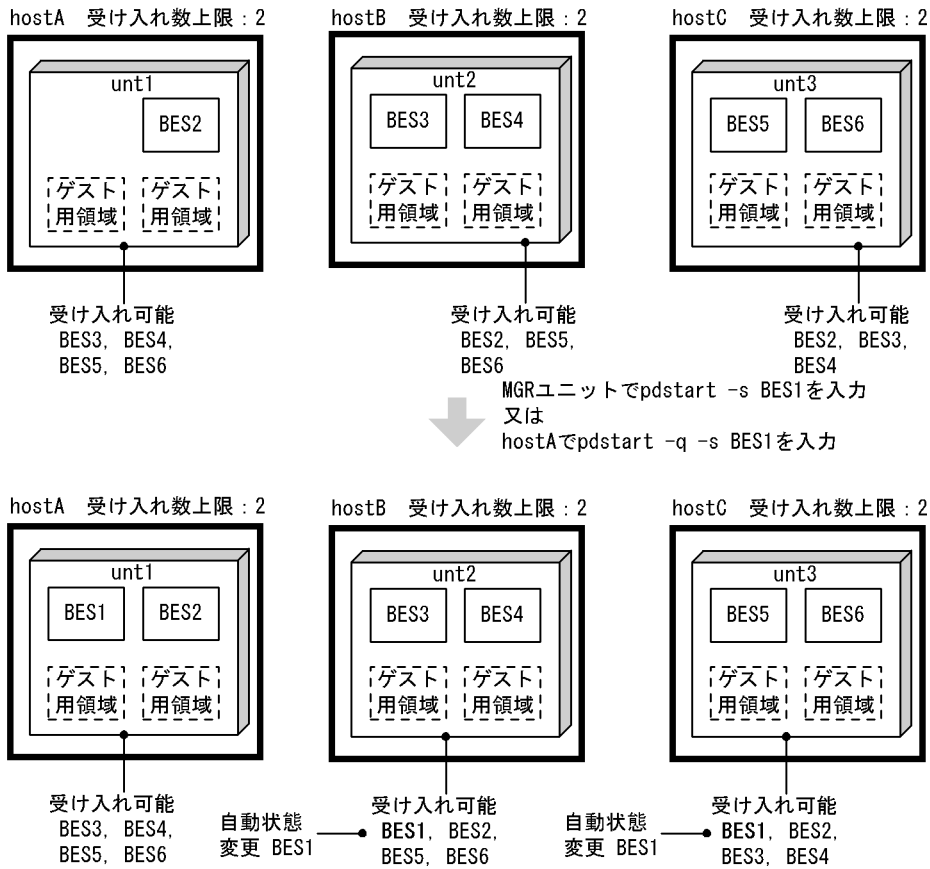 hostA 受け入れ数上限:2
hostB 受け入れ数上限:2
hostC 受け入れ数上限:2
unt1
BES2
ゲスト
用領域
ゲスト
用領域
unt2
BES3
BES4
ゲスト
用領域
ゲスト
用領域
unt3
BES5
BES6
ゲスト
用領域
ゲスト
用領域
受け入れ可能
BES3, BES4,
BES5, BES6
受け入れ可能
BES2, BES5,
BES6
受け入れ可能
BES2, BES3,
BES4
MGRユニットでpdstart -s BES1を入力
又は
hostAでpdstart -q -s BES1を入力
hostA 受け入れ数上限:2
hostB 受け入れ数上限:2
hostC 受け入れ数上限:2
unt1
BES1
BES2
ゲスト
用領域
ゲスト
用領域
unt2
BES3
BES4
ゲスト
用領域
ゲスト
用領域
unt3
BES5
BES6
ゲスト
用領域
ゲスト
用領域
受け入れ可能
BES3, BES4,
BES5, BES6
自動状態
変更 BES1
受け入れ可能
BES1, BES2,
BES5, BES6
自動状態
変更 BES1
受け入れ可能
BES1, BES2,
BES3, BES4